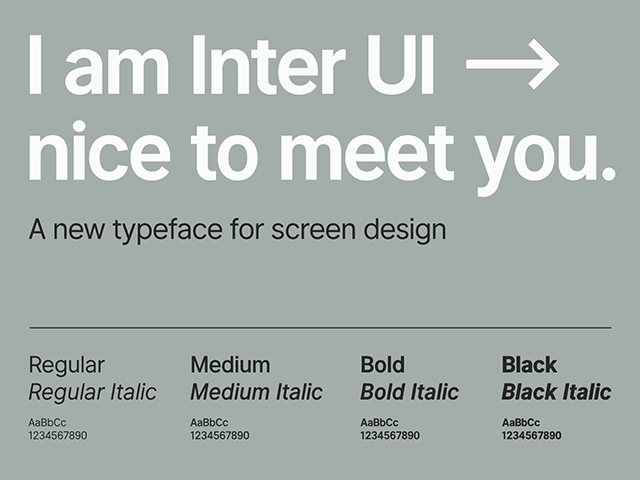 I am Inter UI →
nice to meet you.
A new typeface for screen design
Regular
Regular Italic
AaBbCc
1234567890
Medium
Medium Italic
AaBbCc
1234567890
Bold
Bold Italic
AaBbCc
1234567890
Black
Black Italic
AaBbCc
1234567890